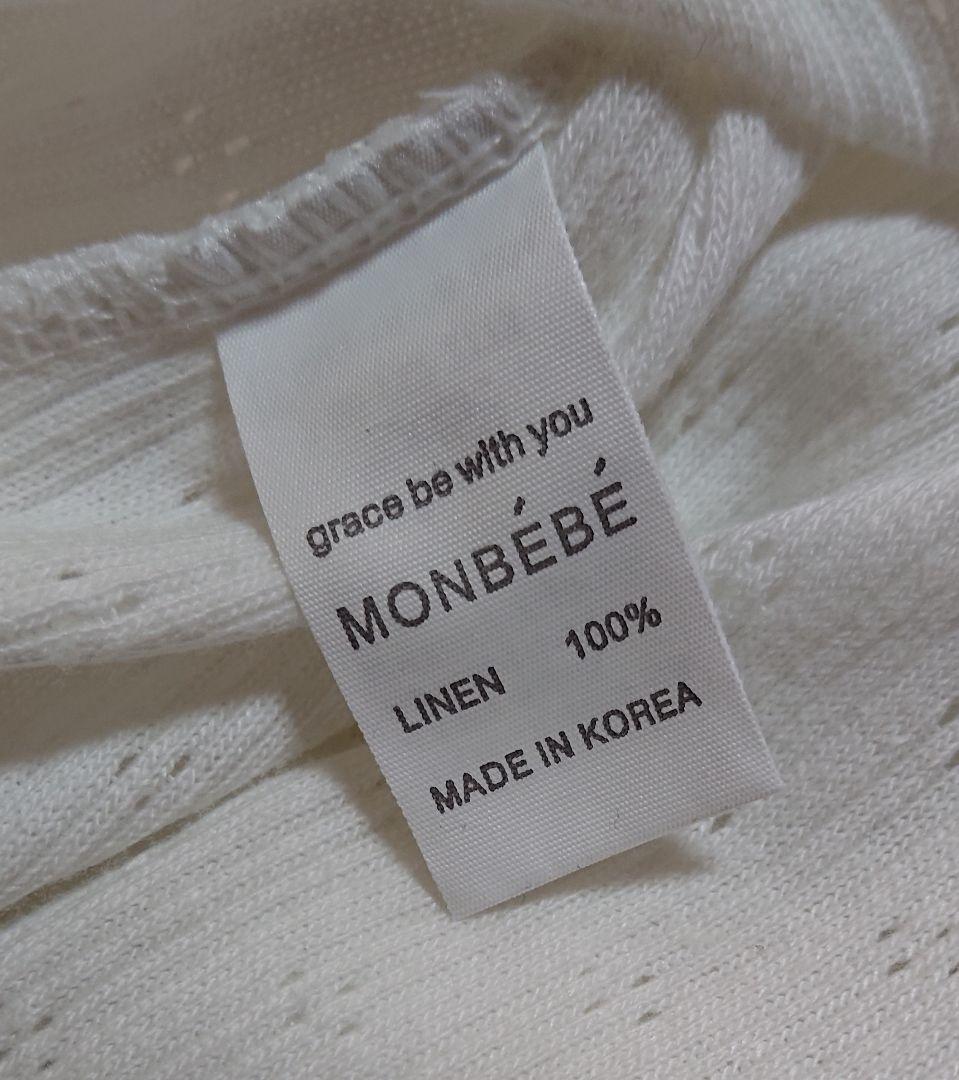 grace be with you
MONBÉBÉ
LINEN 100%
MADE IN KOREA